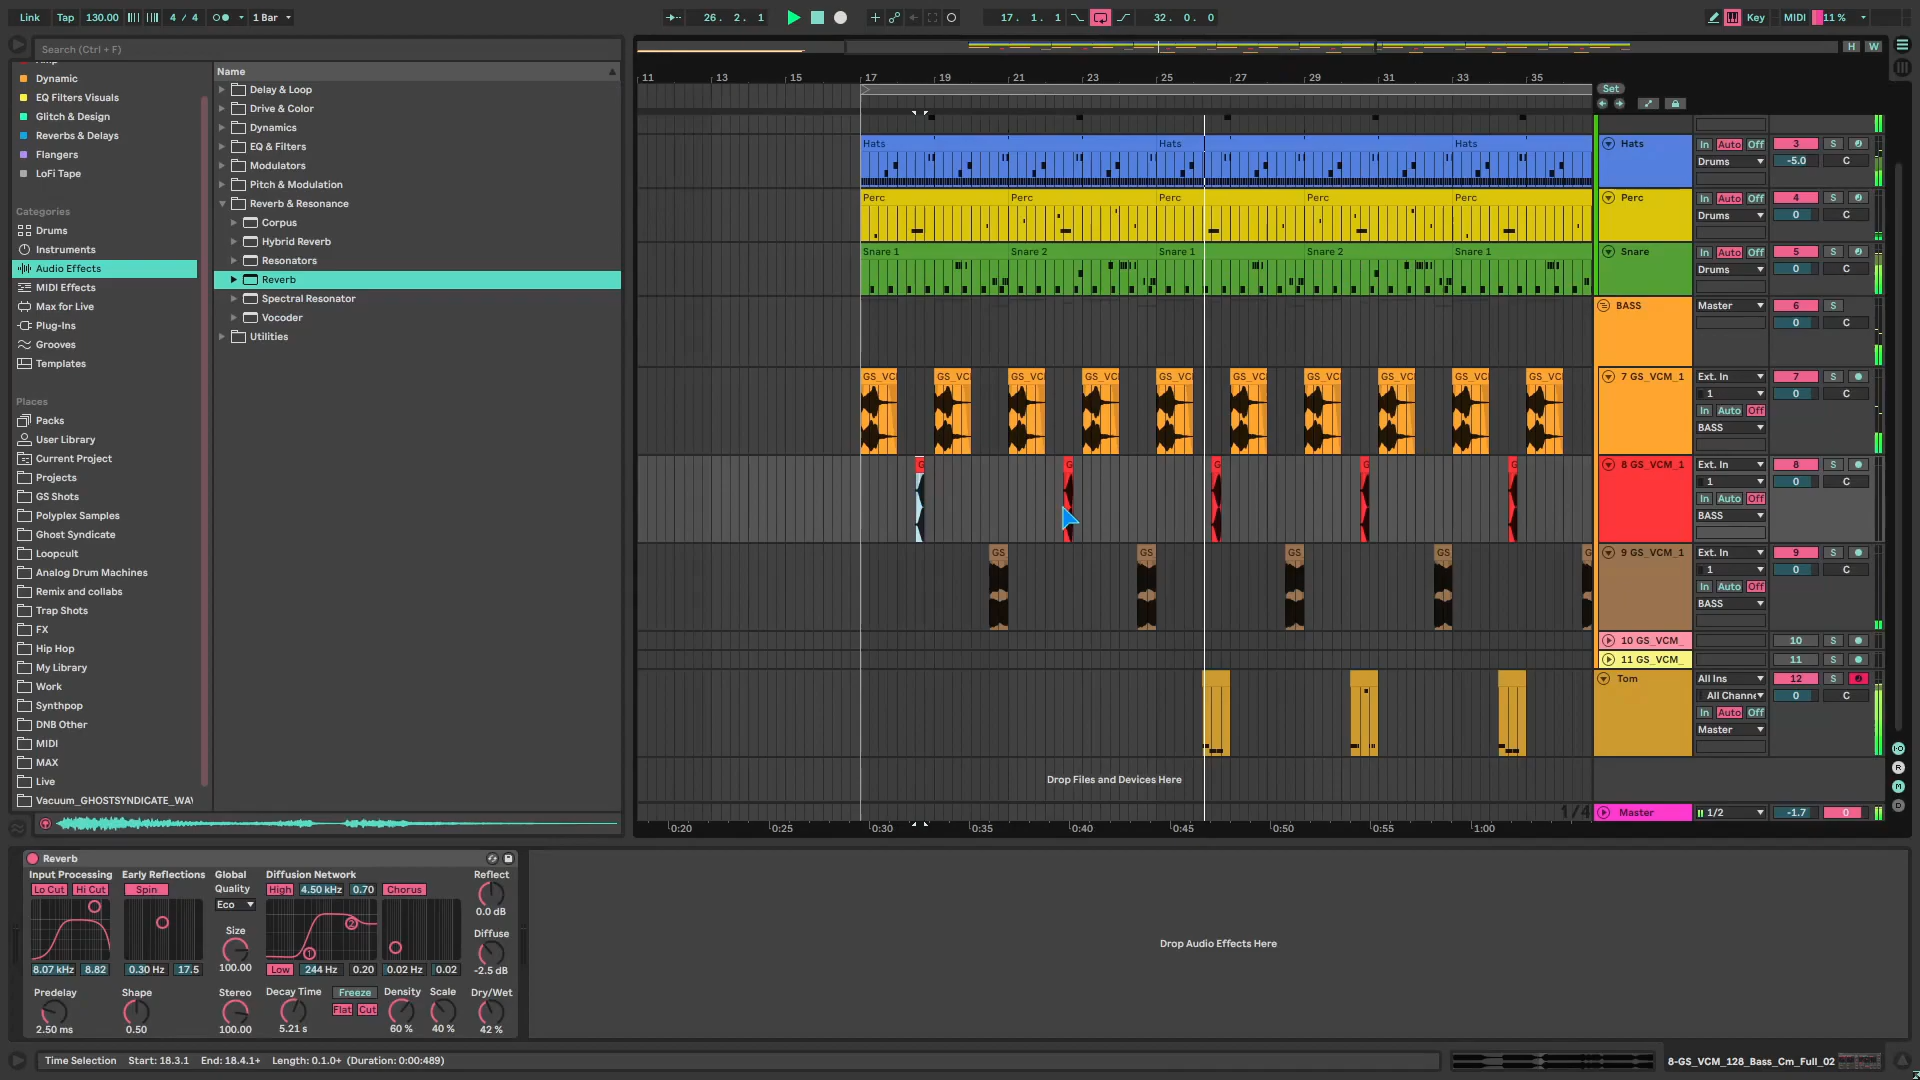 Link Tap 130.00 4 / 4 1 Bar 26. 2. 1 17. 1. 1 32. 0. 0 Key MIDI 11 %
Search (Ctrl + F)
H W
Dynamic
EQ Filters Visuals
Glitch & Design
Reverbs & Delays
Flangers
LoFi Tape
Categories
Drums
Instruments
Audio Effects
MIDI Effects
Max for Live
Plug-Ins
Grooves
Templates
Places
Packs
User Library
Current Project
Projects
GS Shots
Polyplex Samples
Ghost Syndicate
Loopcult
Analog Drum Machines
Remix and collabs
Trap Shots
FX
Hip Hop
My Library
Work
Synthpop
DNB Other
MIDI
MAX
Live
Vacuum_GHOSTSYNDICATE_WAV
Name
Delay & Loop
Drive & Color
Dynamics
EQ & Filters
Modulators
Pitch & Modulation
Reverb & Resonance
Corpus
Hybrid Reverb
Resonators
Reverb
Spectral Resonator
Vocoder
Utilities
11 13 15 17 19 21 23 25 27 29 31 33 35
Set
Hats Hats Hats
Hats In Auto Off 3 S
Drums -5.0 C
Perc Perc Perc Perc Perc
Perc In Auto Off 4 S
Drums 0 C
Snare 1 Snare 2 Snare 1 Snare 2 Snare 1
Snare In Auto Off 5 S
Drums 0 C
BASS Master 6 S
0 C
GS_VC GS_VC GS_VC GS_VC GS_VC GS_VC GS_VC GS_VC GS_VC GS_VC
7 GS_VCM_1 Ext. In 7 S
1 0 C
In Auto Off
BASS
G G G G G
8 GS_VCM_1 Ext. In 8 S
1 0 C
In Auto Off
BASS
GS GS GS GS G
9 GS_VCM_1 Ext. In 9 S
1 0 C
In Auto Off
BASS
10 GS_VCM_ 10 S
11 GS_VCM_ 11 S
Tom All Ins 12 S
All Channe 0 C
In Auto Off
Master
Drop Files and Devices Here
1/4 Master 1/2 -1.7 0
0:20 0:25 0:30 0:35 0:40 0:45 0:50 0:55 1:00
R
M
D
Reverb
Input Processing Early Reflections Global Diffusion Network Reflect
Lo Cut Hi Cut Spin Quality High 4.50 kHz 0.70 Chorus
Eco 0.0 dB
Size Diffuse
1 2
8.07 kHz 8.82 0.30 Hz 17.5 100.00 Low 244 Hz 0.20 0.02 Hz 0.02 -2.5 dB
Predelay Shape Stereo Decay Time Freeze Density Scale Dry/Wet
Flat Cut
2.50 ms 0.50 100.00 5.21 s 60 % 40 % 42 %
Drop Audio Effects Here
Time Selection Start: 18.3.1 End: 18.4.1+ Length: 0.1.0+ (Duration: 0:00:489)
8-GS_VCM_128_Bass_Cm_Full_02